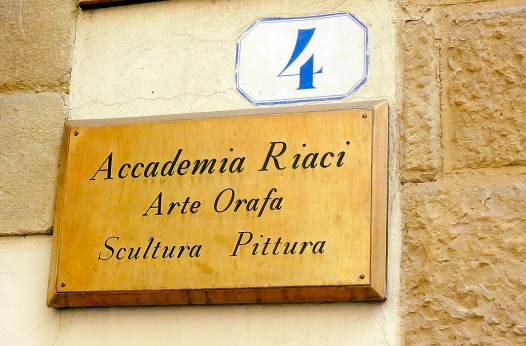 4
Accademia Riaci
Arte Orafa
Scultura Pittura